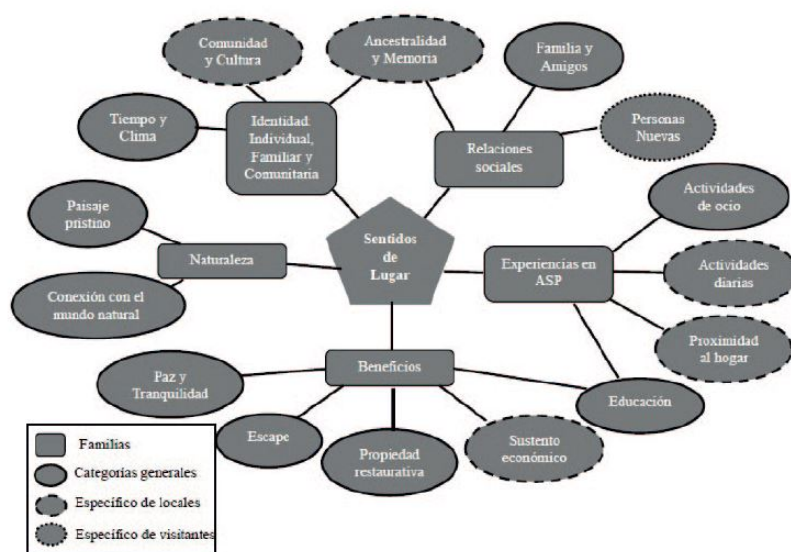 Comunidad
y Cultura
Ancestralidad
y Memoria
Familia y
Amigos
Tiempo y
Clima
Identidad:
Individual,
Familiar y
Comunitaria
Relaciones
sociales
Personas
Nuevas
Paisaje
prístino
Naturaleza
Sentidos
de
Lugar
Experiencias en
ASP
Actividades
de ocio
Actividades
diarias
Conexión con el
mundo natural
Proximidad
al hogar
Paz y
Tranquilidad
Beneficios
Educación
Escape
Propiedad
restaurativa
Sustento
económico
Familias
Categorías generales
Específico de locales
Específico de visitantes